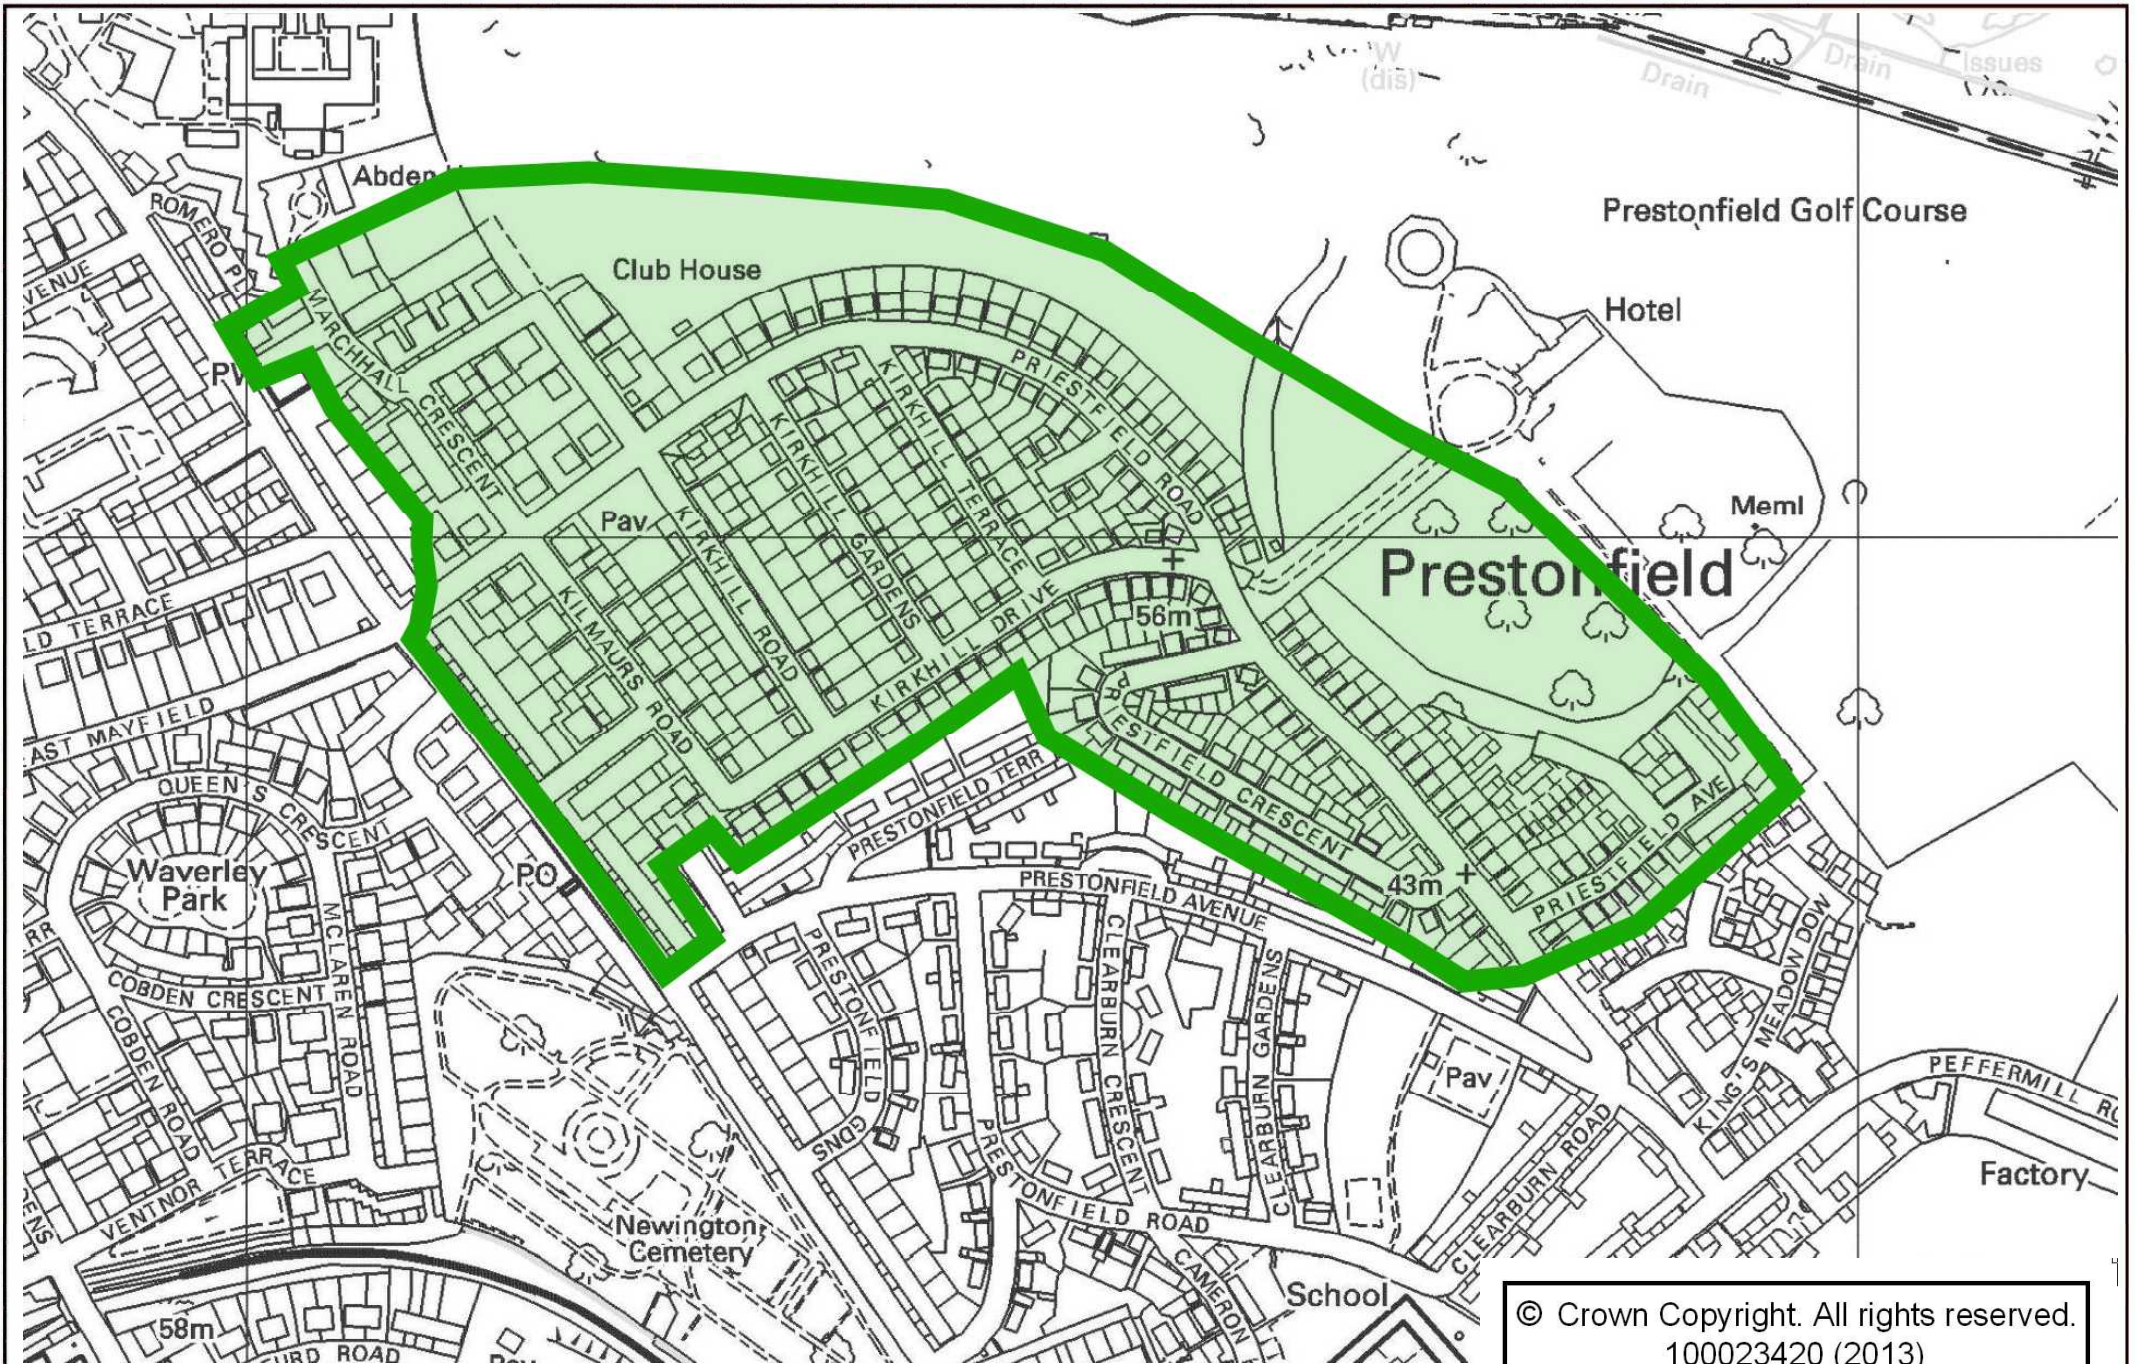 W
(dis)
Drain
Drain
Issues
Abden
ROMERO PL
VENUE
Prestonfield Golf Course
Club House
Hotel
MARCHHALL CRESCENT
PRIESTFIELD ROAD
KIRKHILL TERRACE
KIRKHILL GARDENS
Pav
KIRKHILL ROAD
Meml
Prestonfield
56m
KILMAURS ROAD
KIRKHILL DRIVE
LD TERRACE
EAST MAYFIELD
QUEEN'S CRESCENT
PRIESTFIELD CRESCENT
PRESTONFIELD TERR
PRIESTFIELD AVE
43m
Waverley
Park
PO
PRESTONFIELD AVENUE
MCLAREN ROAD
COBDEN CRESCENT
COBDEN ROAD
PRESTONFIELD GDNS
CLEARBURN CRESCENT
CLEARBURN GARDENS
KING'S MEADOW DOW
Pav
PEFFERMILL RO
CLEARBURN ROAD
Factory
VENTNOR TERRACE
ENS
Newington
Cemetery
PRESTONFIELD ROAD
CAMERON
School
58m
URD ROAD
© Crown Copyright. All rights reserved.
100023420 (2013)